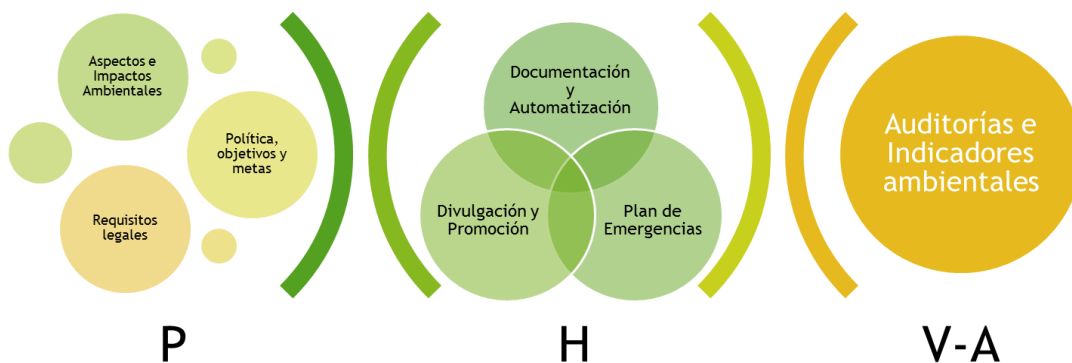 Aspectos e
Impactos
Ambientales
Política,
objetivos y
metas
Requisitos
legales
Documentación
y
Automatización
Divulgación y
Promoción
Plan de
Emergencias
Auditorías e
Indicadores
ambientales
P
H
V-A